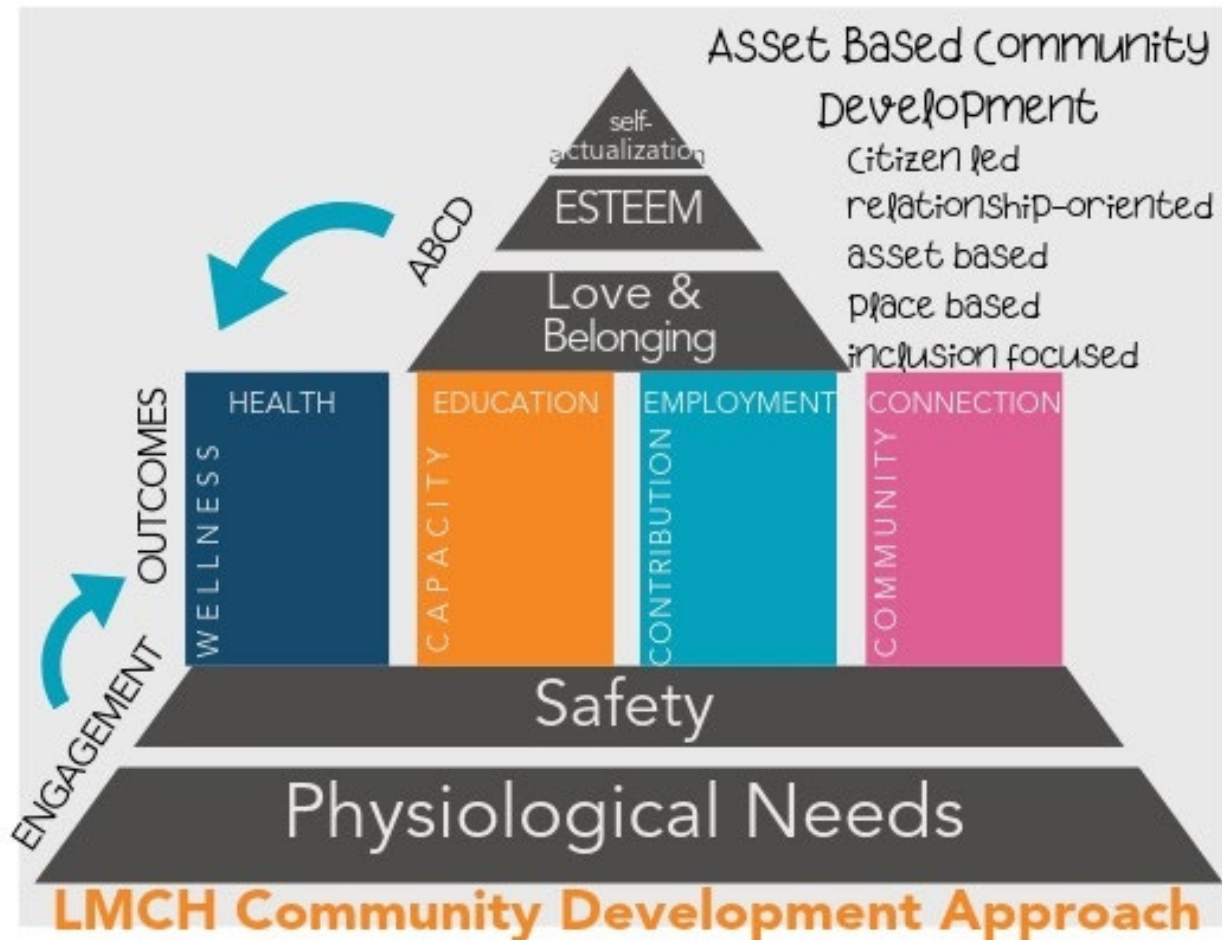 Asset Based Community
Development
Citizen led
relationship-oriented
asset based
Place based
inclusion focused
self-
actualization
ESTEEM
Love &
Belonging
ABCD
OUTCOMES
ENGAGEMENT
HEALTH
WELLNESS
EDUCATION
CAPACITY
EMPLOYMENT
CONTRIBUTION
CONNECTION
COMMUNITY
Safety
Physiological Needs
LMCH Community Development Approach